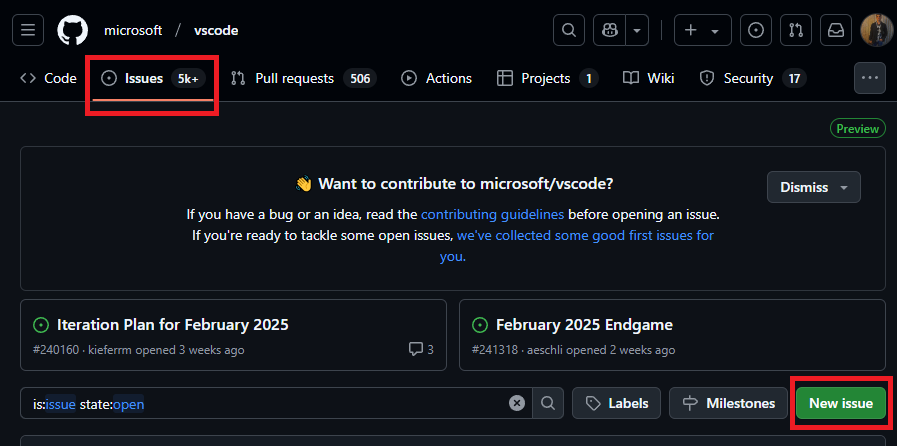 microsoft / vscode
Code Issues 5k+ Pull requests 506 Actions Projects 1 Wiki Security 17
Preview
👋 Want to contribute to microsoft/vscode?
Dismiss
If you have a bug or an idea, read the contributing guidelines before opening an issue.
If you're ready to tackle some open issues, we've collected some good first issues for
you.
Iteration Plan for February 2025
#240160 · kieferrm opened 3 weeks ago 3
February 2025 Endgame
#241318 · aeschli opened 2 weeks ago
is:issue state:open
Labels
Milestones
New issue